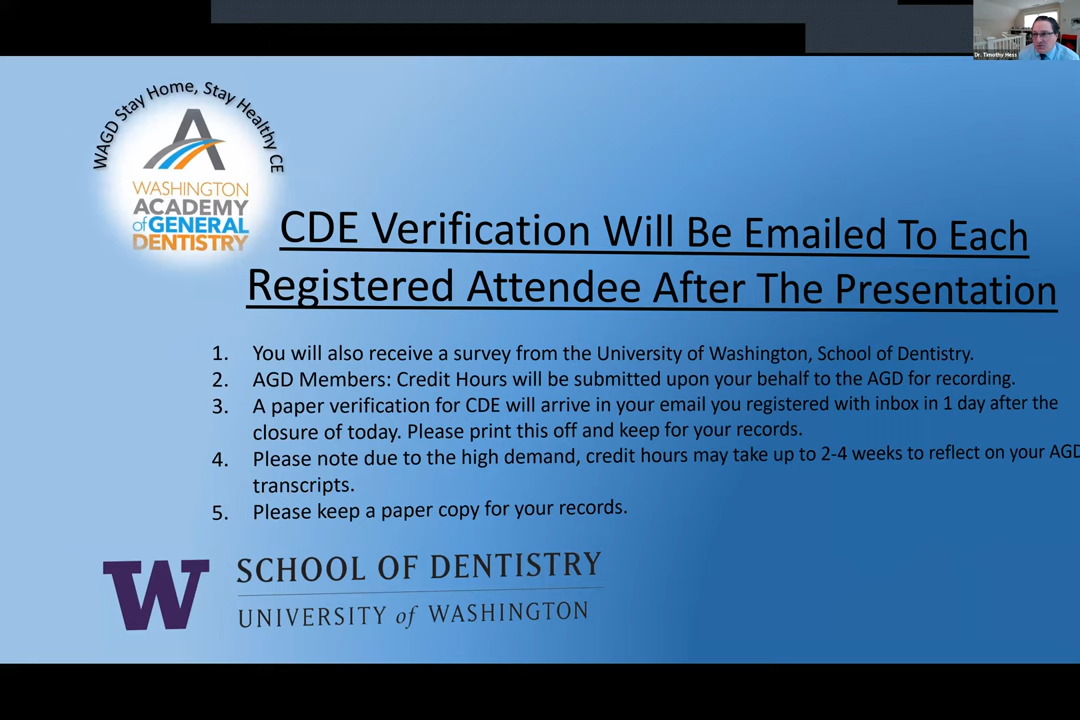 Dr. Timothy Hess
WAGD Stay Home, Stay Healthy CE
WASHINGTON
ACADEMY
of GENERAL
DENTISTRY
CDE Verification Will Be Emailed To Each
Registered Attendee After The Presentation
1. You will also receive a survey from the University of Washington, School of Dentistry.
2. AGD Members: Credit Hours will be submitted upon your behalf to the AGD for recording.
3. A paper verification for CDE will arrive in your email you registered with inbox in 1 day after the
closure of today. Please print this off and keep for your records.
4. Please note due to the high demand, credit hours may take up to 2-4 weeks to reflect on your AGD
transcripts.
5. Please keep a paper copy for your records.
W
SCHOOL OF DENTISTRY
UNIVERSITY of WASHINGTON